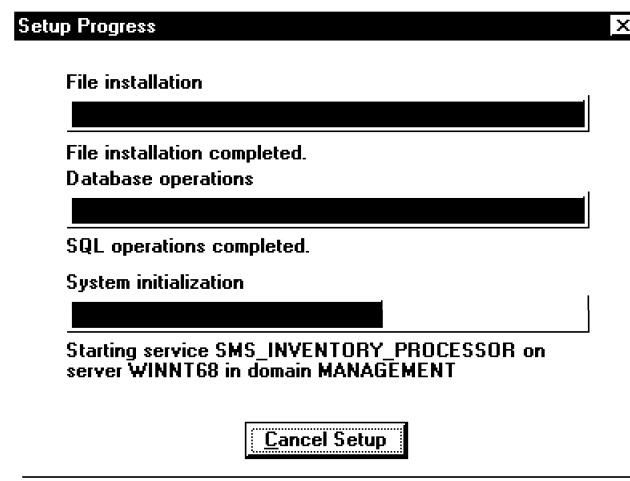 Setup Progress
File installation
File installation completed.
Database operations
SQL operations completed.
System initialization
Starting service SMS_INVENTORY_PROCESSOR on
server WINNT68 in domain MANAGEMENT
Cancel Setup